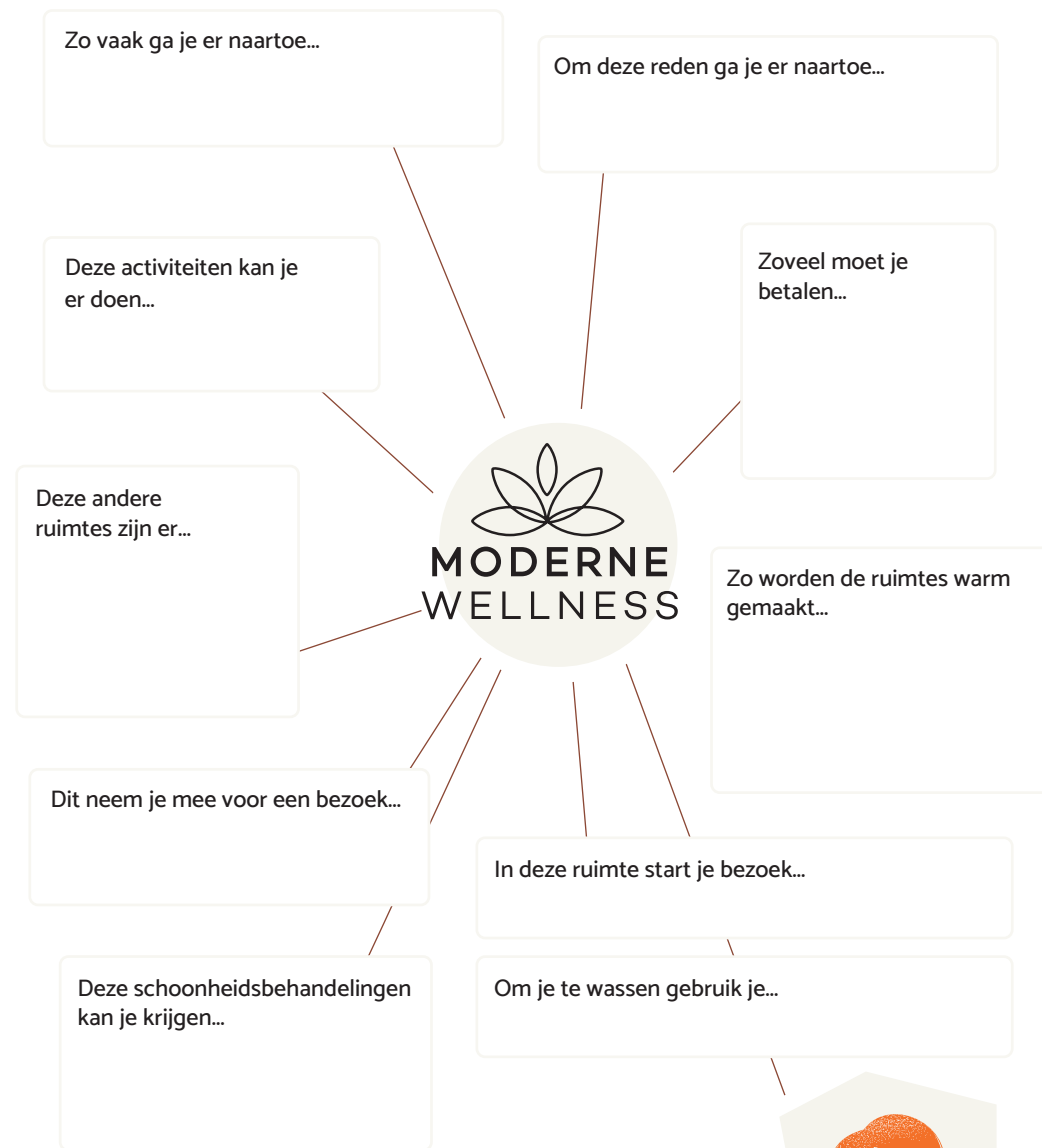 Zo vaak ga je er naartoe...
Om deze reden ga je er naartoe...
Deze activiteiten kan je
er doen...
Zoveel moet je
betalen...
Deze andere
ruimtes zijn er...
MODERNE
WELLNESS
Zo worden de ruimtes warm
gemaakt...
Dit neem je mee voor een bezoek...
In deze ruimte start je bezoek...
Deze schoonheidsbehandelingen
kan je krijgen...
Om je te wassen gebruik je...